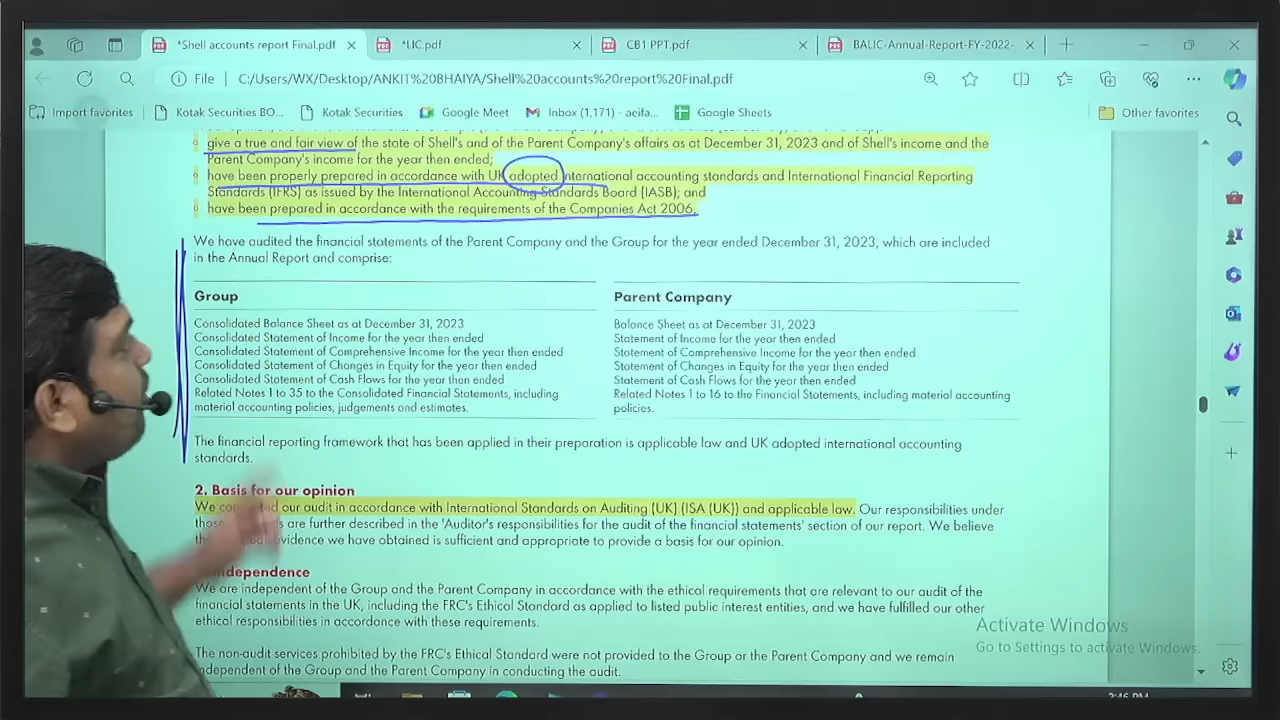 *Shell accounts report Final.pdf
*LIC.pdf
CB1 PPT.pdf
BALIC-Annual-Report-FY-2022-
File
C:/Users/WX/Desktop/ANKIT%20BHAIYA/Shell%20accounts%20report%20Final.pdf
Import favorites
Kotak Securities BO...
Kotak Securities
Google Meet
Inbox (1,171) - aeifa...
Google Sheets
Other favorites
give a true and fair view of the state of Shell's and of the Parent Company's affairs as at December 31, 2023 and of Shell's income and the
Parent Company's income for the year then ended;
have been properly prepared in accordance with UK adopted international accounting standards and International Financial Reporting
Standards (IFRS) as issued by the International Accounting Standards Board (IASB); and
have been prepared in accordance with the requirements of the Companies Act 2006.
We have audited the financial statements of the Parent Company and the Group for the year ended December 31, 2023, which are included
in the Annual Report and comprise:
Group
Consolidated Balance Sheet as at December 31, 2023
Consolidated Statement of Income for the year then ended
Consolidated Statement of Comprehensive Income for the year then ended
Consolidated Statement of Changes in Equity for the year then ended
Consolidated Statement of Cash Flows for the year then ended
Related Notes 1 to 35 to the Consolidated Financial Statements, including
material accounting policies, judgements and estimates.
Parent Company
Balance Sheet as at December 31, 2023
Statement of Income for the year then ended
Statement of Comprehensive Income for the year then ended
Statement of Changes in Equity for the year then ended
Statement of Cash Flows for the year then ended
Related Notes 1 to 16 to the Financial Statements, including material accounting
policies.
The financial reporting framework that has been applied in their preparation is applicable law and UK adopted international accounting
standards.
2. Basis for our opinion
We our audit in accordance with International Standards on Auditing (UK) (ISA (UK)) and applicable law. Our responsibilities under
are further described in the 'Auditor's responsibilities for the audit of the financial statements' section of our report. We believe
evidence we have obtained is sufficient and appropriate to provide a basis for our opinion.
Independence
We are independent of the Group and the Parent Company in accordance with the ethical requirements that are relevant to our audit of the
financial statements in the UK, including the FRC's Ethical Standard as applied to listed public interest entities, and we have fulfilled our other
ethical responsibilities in accordance with these requirements.
The non-audit services prohibited by the FRC's Ethical Standard were not provided to the Group or the Parent Company and we remain
independent of the Group and the Parent Company in conducting the audit.
Activate Windows
Go to Settings to activate Windows.